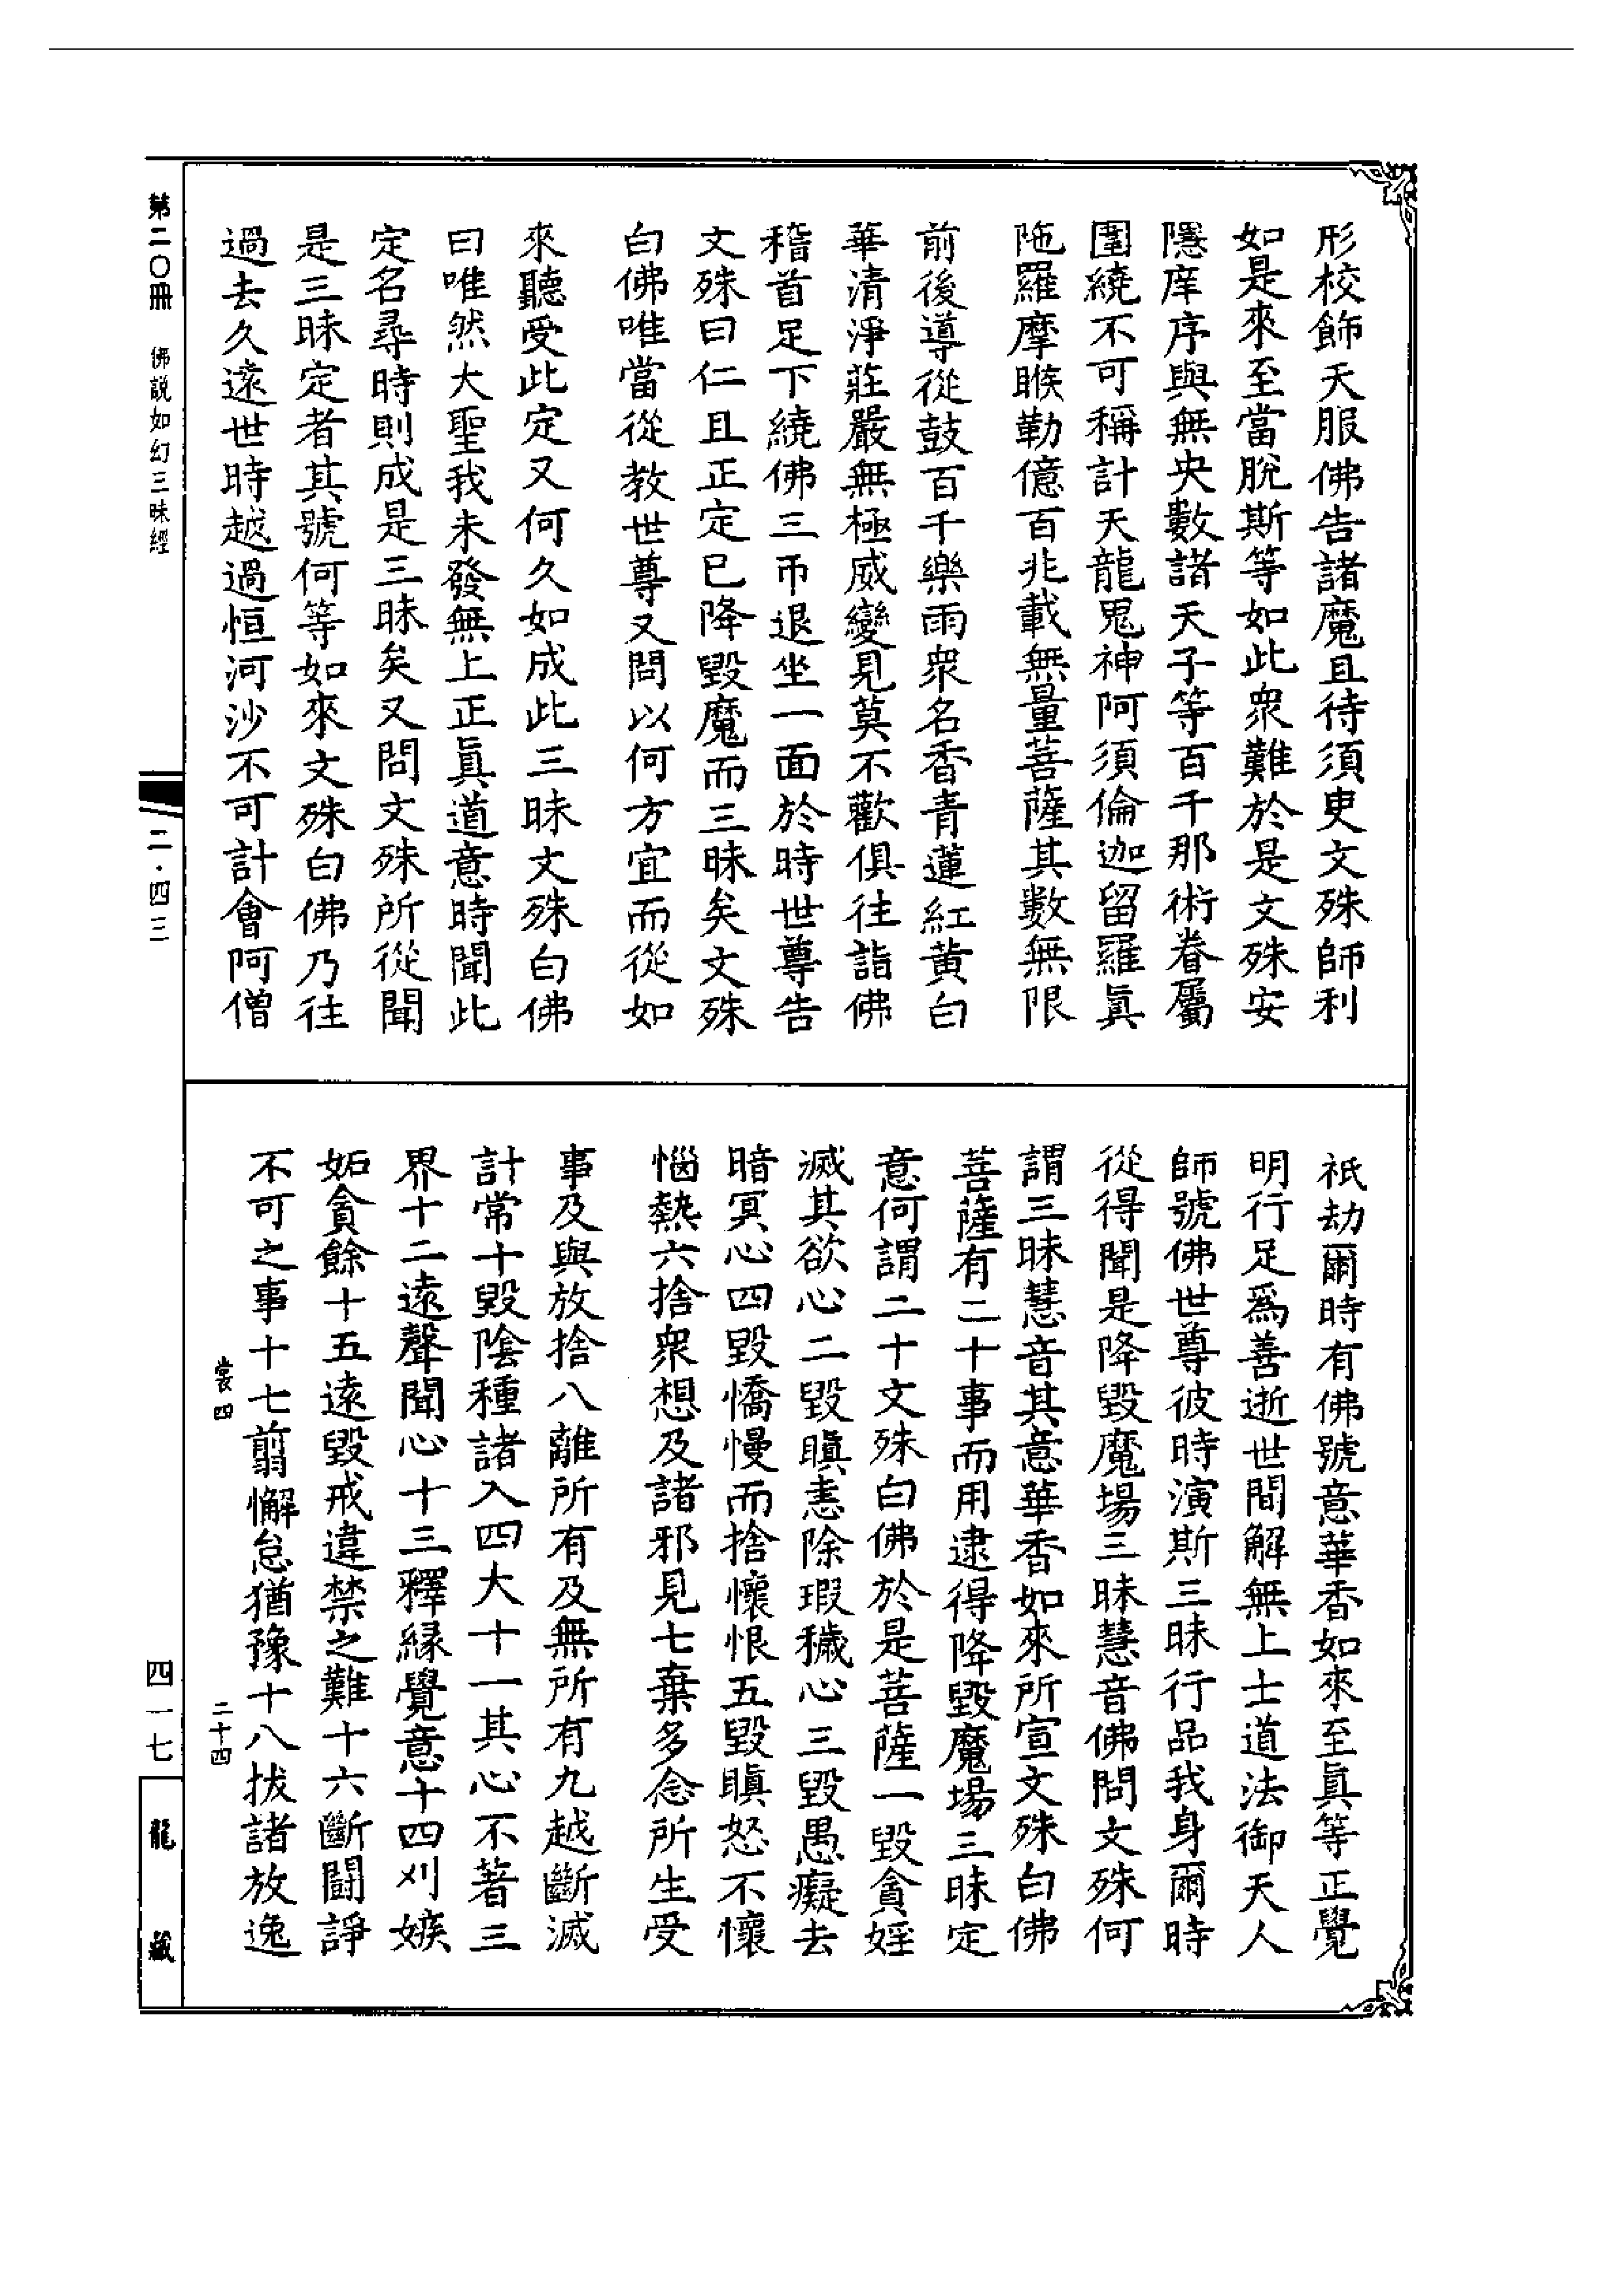 形校飾天服佛告諸魔且待須臾文殊師利
如是來至當脫斯等如此衆難於是文殊安
隱庠序與無央數諸天子等百千那術眷屬
圍繞不可稱計天龍鬼神阿須倫迦留羅眞
陁羅摩睺勒億百兆載無量菩薩其數無限
前後導從鼓百千樂雨衆名香青蓮紅黃白
華清淨莊嚴無極威變見莫不歡俱往詣佛
稽首足下繞佛三帀退坐一面於時世尊告
文殊曰仁且正定已降毀魔而三昧矣文殊
白佛唯當從教世尊又問以何方宜而從如
來聽受此定又何久如成此三昧文殊白佛
曰唯然大聖我未發無上正眞道意時聞此
定名尋時則成是三昧矣又問文殊所從聞
是三昧定者其號何等如來文殊白佛乃往
過去久遠世時越過恒河沙不可計會阿僧
祇劫爾時有佛號意華香如來至眞等正覺
明行足爲善逝世間解無上士道法御天人
師號佛世尊彼時演斯三昧行品我身爾時
從得聞是降毀魔場三昧慧音佛問文殊何
謂三昧慧音其意華香如來所宣文殊白佛
菩薩有二十事而用逮得降毀魔場三昧定
意何謂二十文殊白佛於是菩薩一毀貪婬
滅其欲心二毀瞋恚除瑕穢心三毀愚癡去
暗冥心四毀憍慢而捨懷恨五毀瞋怒不懷
惱熱六捨衆想及諸邪見七棄多念所生受
事及與放捨八離所有及無所有九越斷滅
計常十毀陰種諸入四大十一其心不著三
界十二遠聲聞心十三釋緣覺意十四刈嫉
妬貪餘十五遠毀戒違禁之難十六斷鬪諍
不可之事十七翦懈怠猶豫十八拔諸放逸
裳四
二十四
第二〇冊
佛說如幻三昧經
二·四三
四一七
龍藏